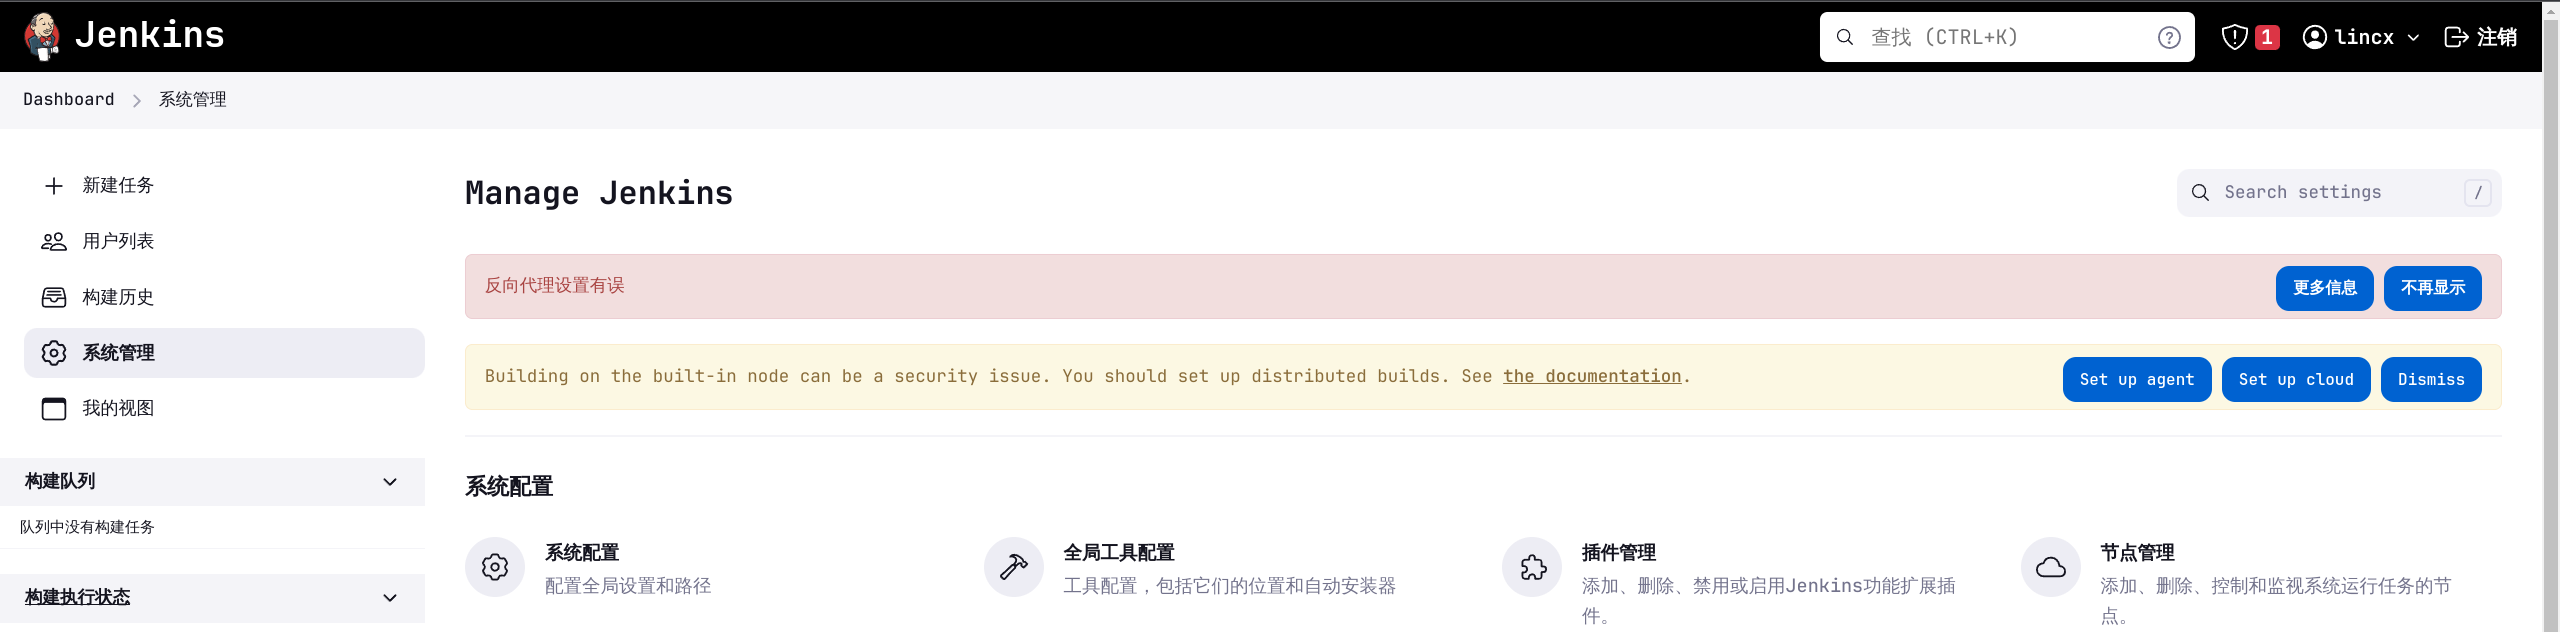 Jenkins
查找 (CTRL+K)
1
lincx
注销
Dashboard
系统管理
新建任务
用户列表
构建历史
系统管理
我的视图
构建队列
队列中没有构建任务
构建执行状态
Manage Jenkins
Search settings
/
反向代理设置有误
更多信息
不再显示
Building on the built-in node can be a security issue. You should set up distributed builds. See the documentation.
Set up agent
Set up cloud
Dismiss
系统配置
系统配置
配置全局设置和路径
全局工具配置
工具配置，包括它们的位置和自动安装器
插件管理
添加、删除、禁用或启用Jenkins功能扩展插
件。
节点管理
添加、删除、控制和监视系统运行任务的节
点。